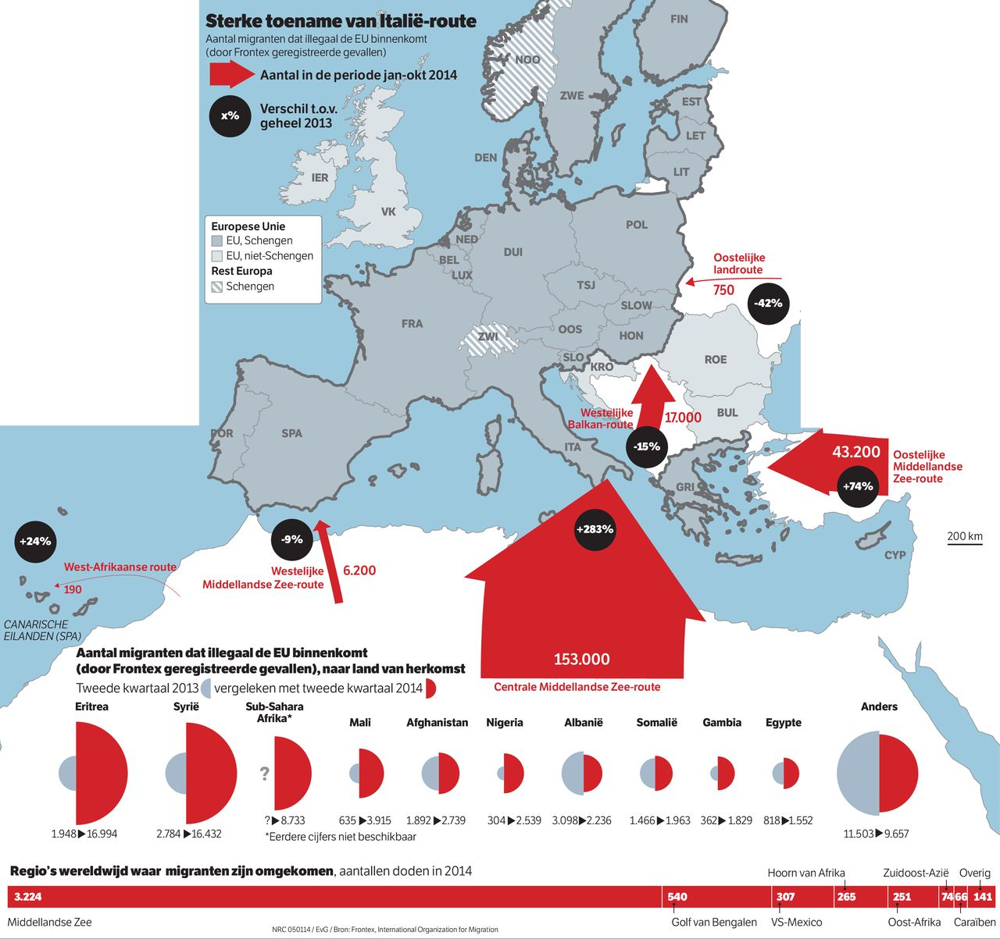 Sterke toename van Italië-route
Aantal migranten dat illegaal de EU binnenkomt
(door Frontex geregistreerde gevallen)
Aantal in de periode jan-okt 2014
x%
Verschil t.o.v.
geheel 2013
FIN
NOO
ZWE
EST
LET
LIT
DEN
IER
VK
Europese Unie
EU, Schengen
EU, niet-Schengen
Rest Europa
Schengen
NED
BEL
LUX
DUI
POL
TSJ
SLOW
FRA
ZWI
OOS
HON
SLO
KRO
ROE
BUL
POR
SPA
ITA
GRI
CYP
Oostelijke
landroute
750
-42%
Westelijke
Balkan-route
17.000
-15%
43.200
+74%
Oostelijke
Middellandse
Zee-route
200 km
+24%
West-Afrikaanse route
190
CANARISCHE
EILANDEN (SPA)
-9%
Westelijke
Middellandse Zee-route
6.200
+283%
153.000
Centrale Middellandse Zee-route
Aantal migranten dat illegaal de EU binnenkomt
(door Frontex geregistreerde gevallen), naar land van herkomst
Tweede kwartaal 2013 vergeleken met tweede kwartaal 2014
Eritrea
1.948▶16.994
Syrië
2.784▶16.432
Sub-Sahara
Afrika*
?
?▶8.733
Mali
635▶3.915
Afghanistan
1.892▶2.739
Nigeria
304▶2.539
Albanië
3.098▶2.236
Somalië
1.466▶1.963
Gambia
362▶1.829
Egypte
818▶1.552
Anders
11.503▶9.657
*Eerdere cijfers niet beschikbaar
Regio's wereldwijd waar migranten zijn omgekomen, aantallen doden in 2014
Hoorn van Afrika
Zuidoost-Azië
Overig
3.224
540
307
265
251
74
66
141
Middellandse Zee
Golf van Bengalen
VS-Mexico
Oost-Afrika
Caraïben
NRC 050114 / EvG / Bron: Frontex, International Organization for Migration